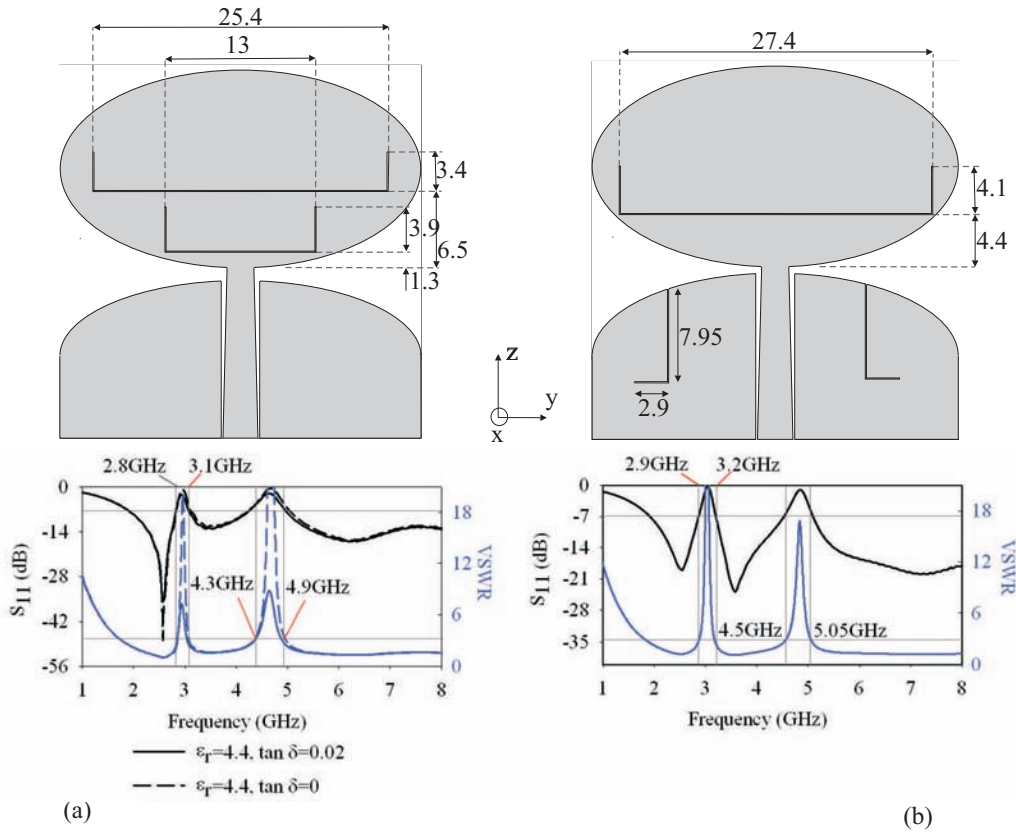 25.4
13
3.4
3.9
6.5
1.3
27.4
4.1
4.4
7.95
2.9
z
y
x
2.8GHz
3.1GHz
0
-14
-28
-42
-56
S11 (dB)
18
12
6
0
VSWR
4.3GHz
4.9GHz
1 2 3 4 5 6 7 8
Frequency (GHz)
εr=4.4, tan δ=0.02
εr=4.4, tan δ=0
(a)
2.9GHz
3.2GHz
0
-7
-14
-21
-28
-35
S11 (dB)
18
12
6
0
VSWR
4.5GHz
5.05GHz
1 2 3 4 5 6 7 8
Frequency (GHz)
(b)